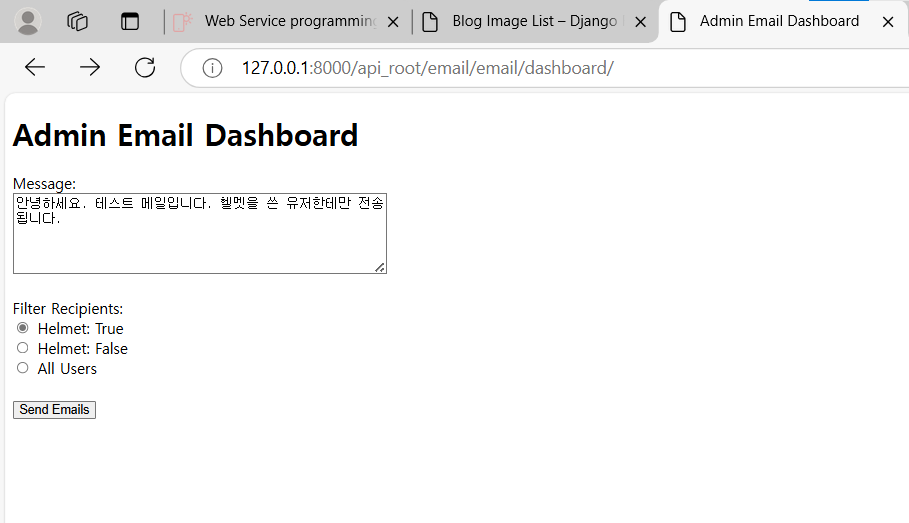 Web Service programming
Blog Image List – Django
Admin Email Dashboard
127.0.0.1:8000/api_root/email/email/dashboard/
Admin Email Dashboard
Message:
안녕하세요. 테스트 메일입니다. 헬멧을 쓴 유저한테만 전송
됩니다.
Filter Recipients:
Helmet: True
Helmet: False
All Users
Send Emails